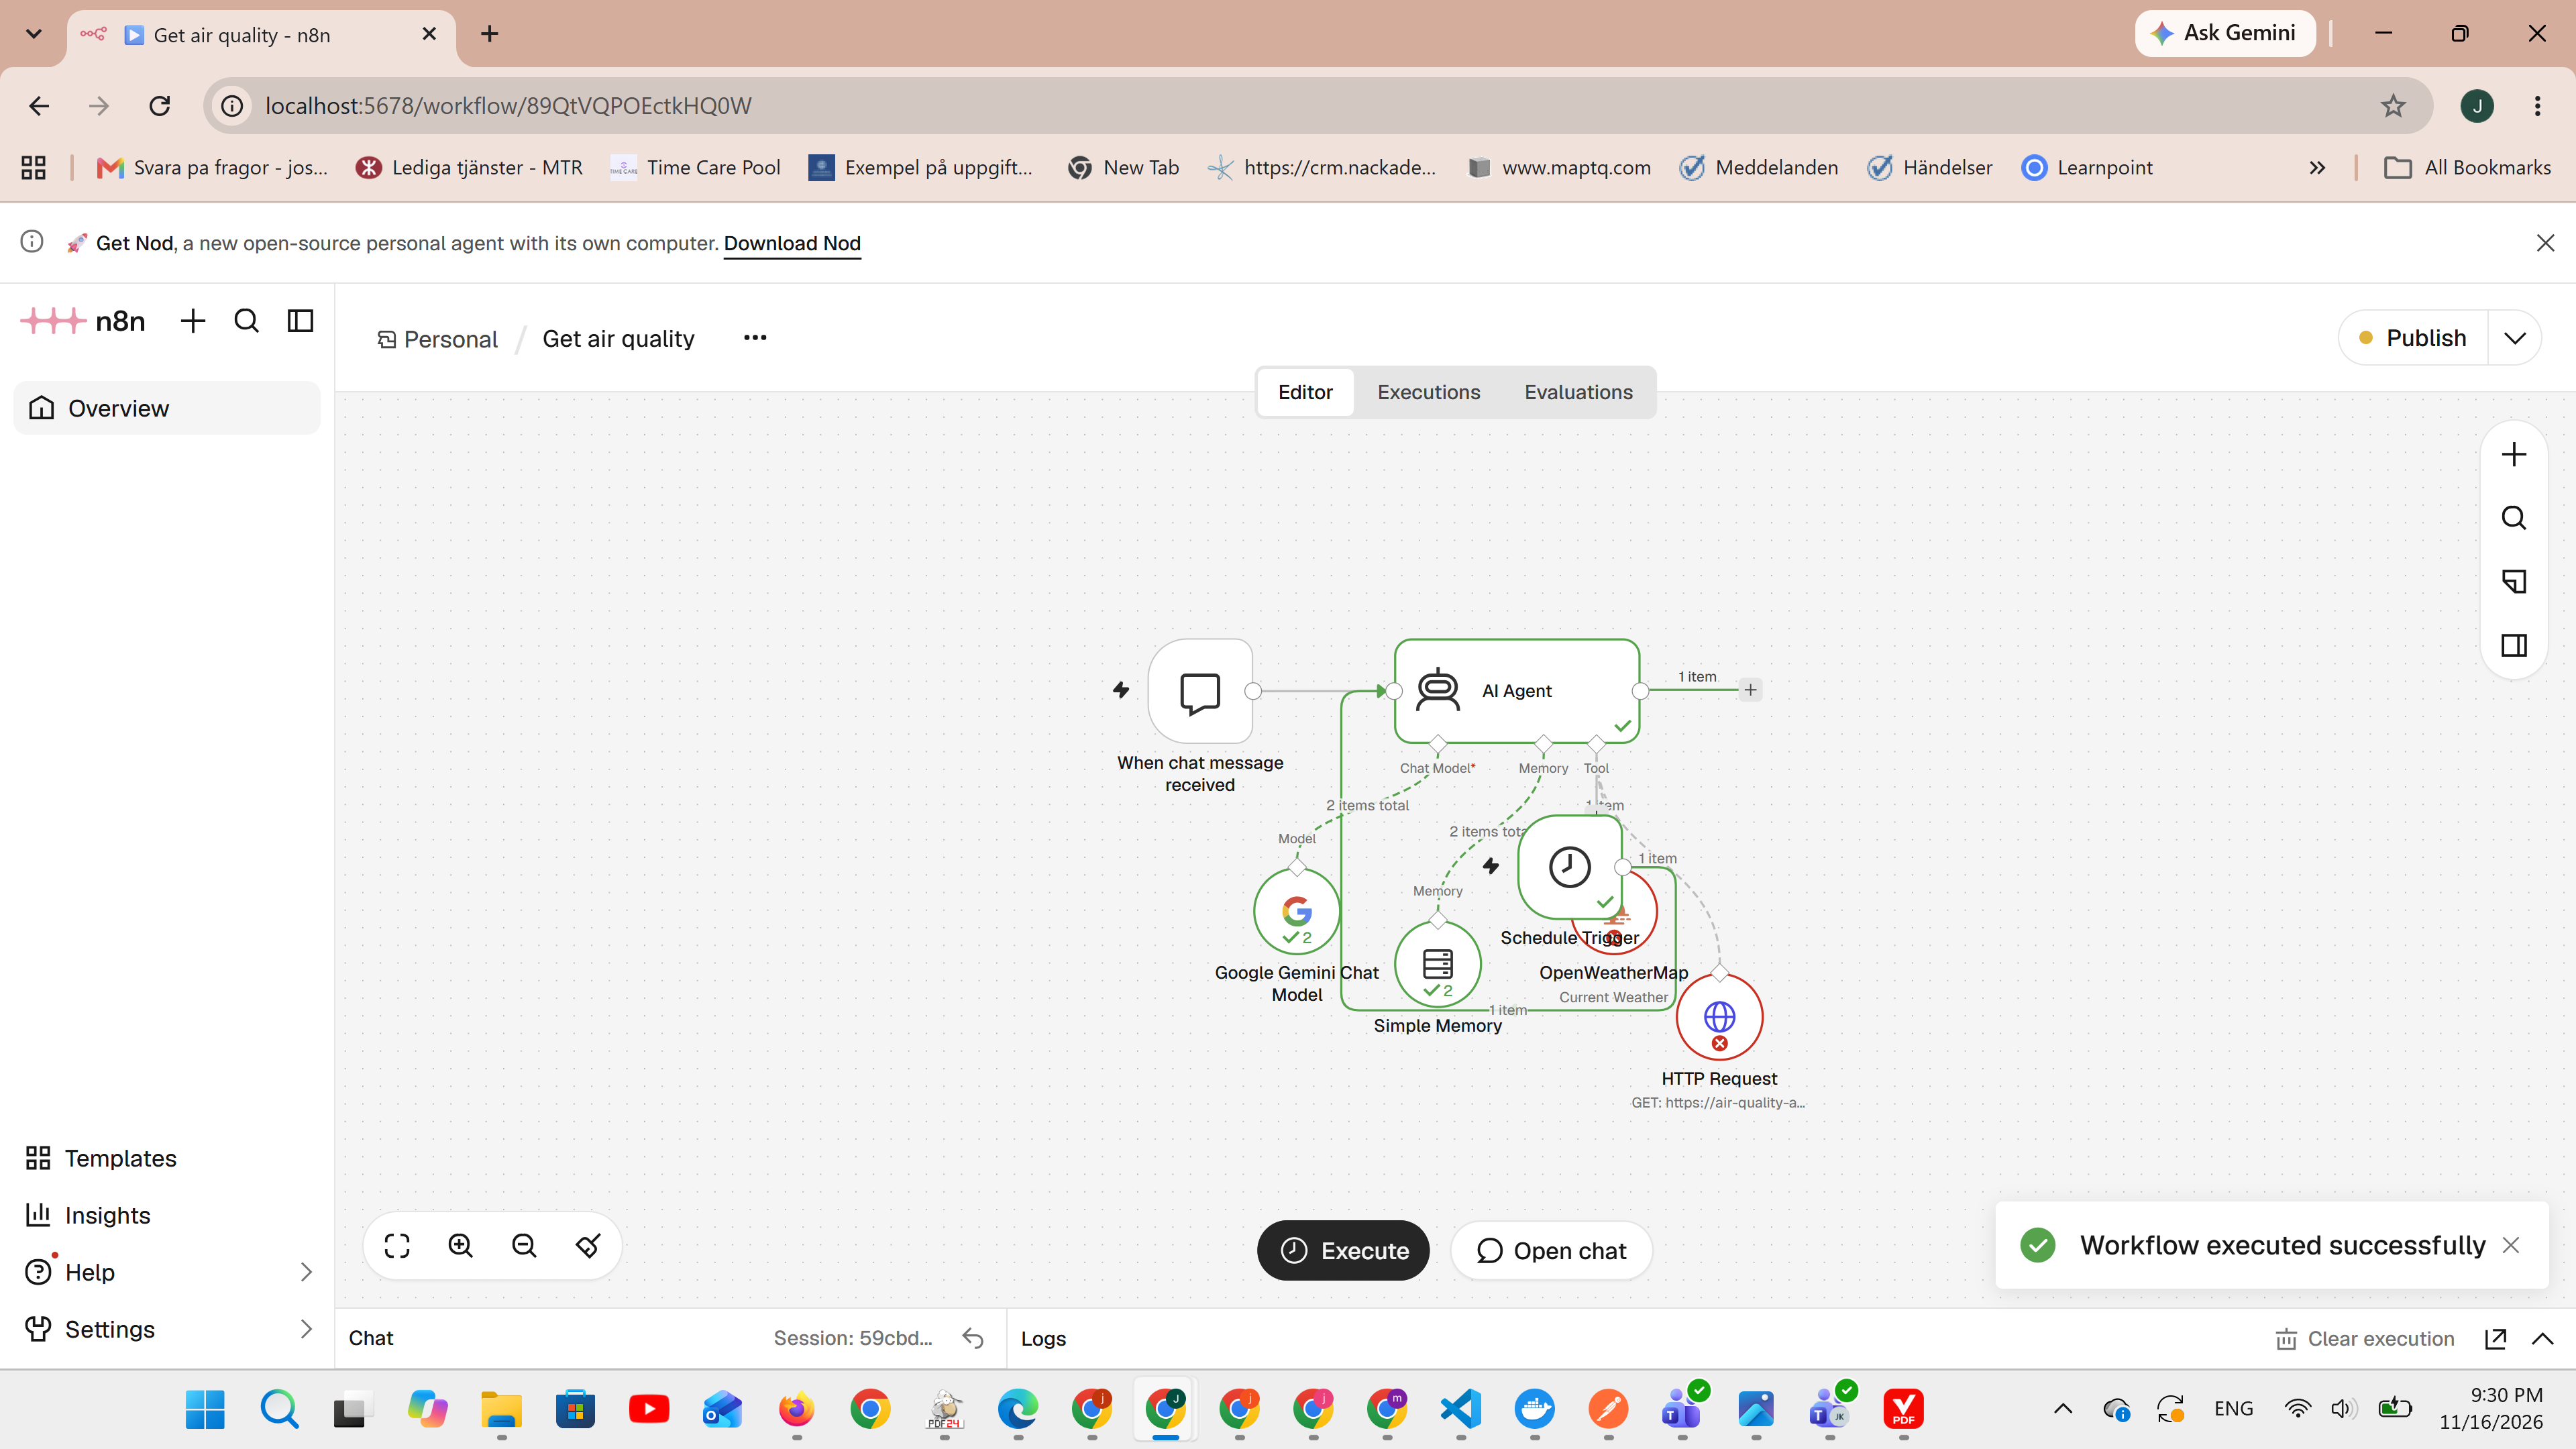 Get air quality - n8n
Ask Gemini
localhost:5678/workflow/89QtVQPOEctkHQ0W
J
Svara pa fragor - jos...
Lediga tjänster - MTR
Time Care Pool
Exempel på uppgift...
New Tab
https://crm.nackade...
www.maptq.com
Meddelanden
Händelser
Learnpoint
All Bookmarks
🚀 Get Nod, a new open-source personal agent with its own computer. Download Nod
n8n
Personal / Get air quality
Publish
Overview
Editor
Executions
Evaluations
AI Agent
1 item
When chat message
received
Chat Model*
Memory
Tool
2 items total
1 item
Model
2 items tota
1 item
Memory
2
Schedule Trigger
Google Gemini Chat
Model
2
OpenWeatherMap
Current Weather
1 item
Simple Memory
HTTP Request
GET: https://air-quality-a...
Templates
Insights
Help
Settings
Execute
Open chat
Workflow executed successfully
Chat
Session: 59cbd...
Logs
Clear execution
ENG
9:30 PM
11/16/2026